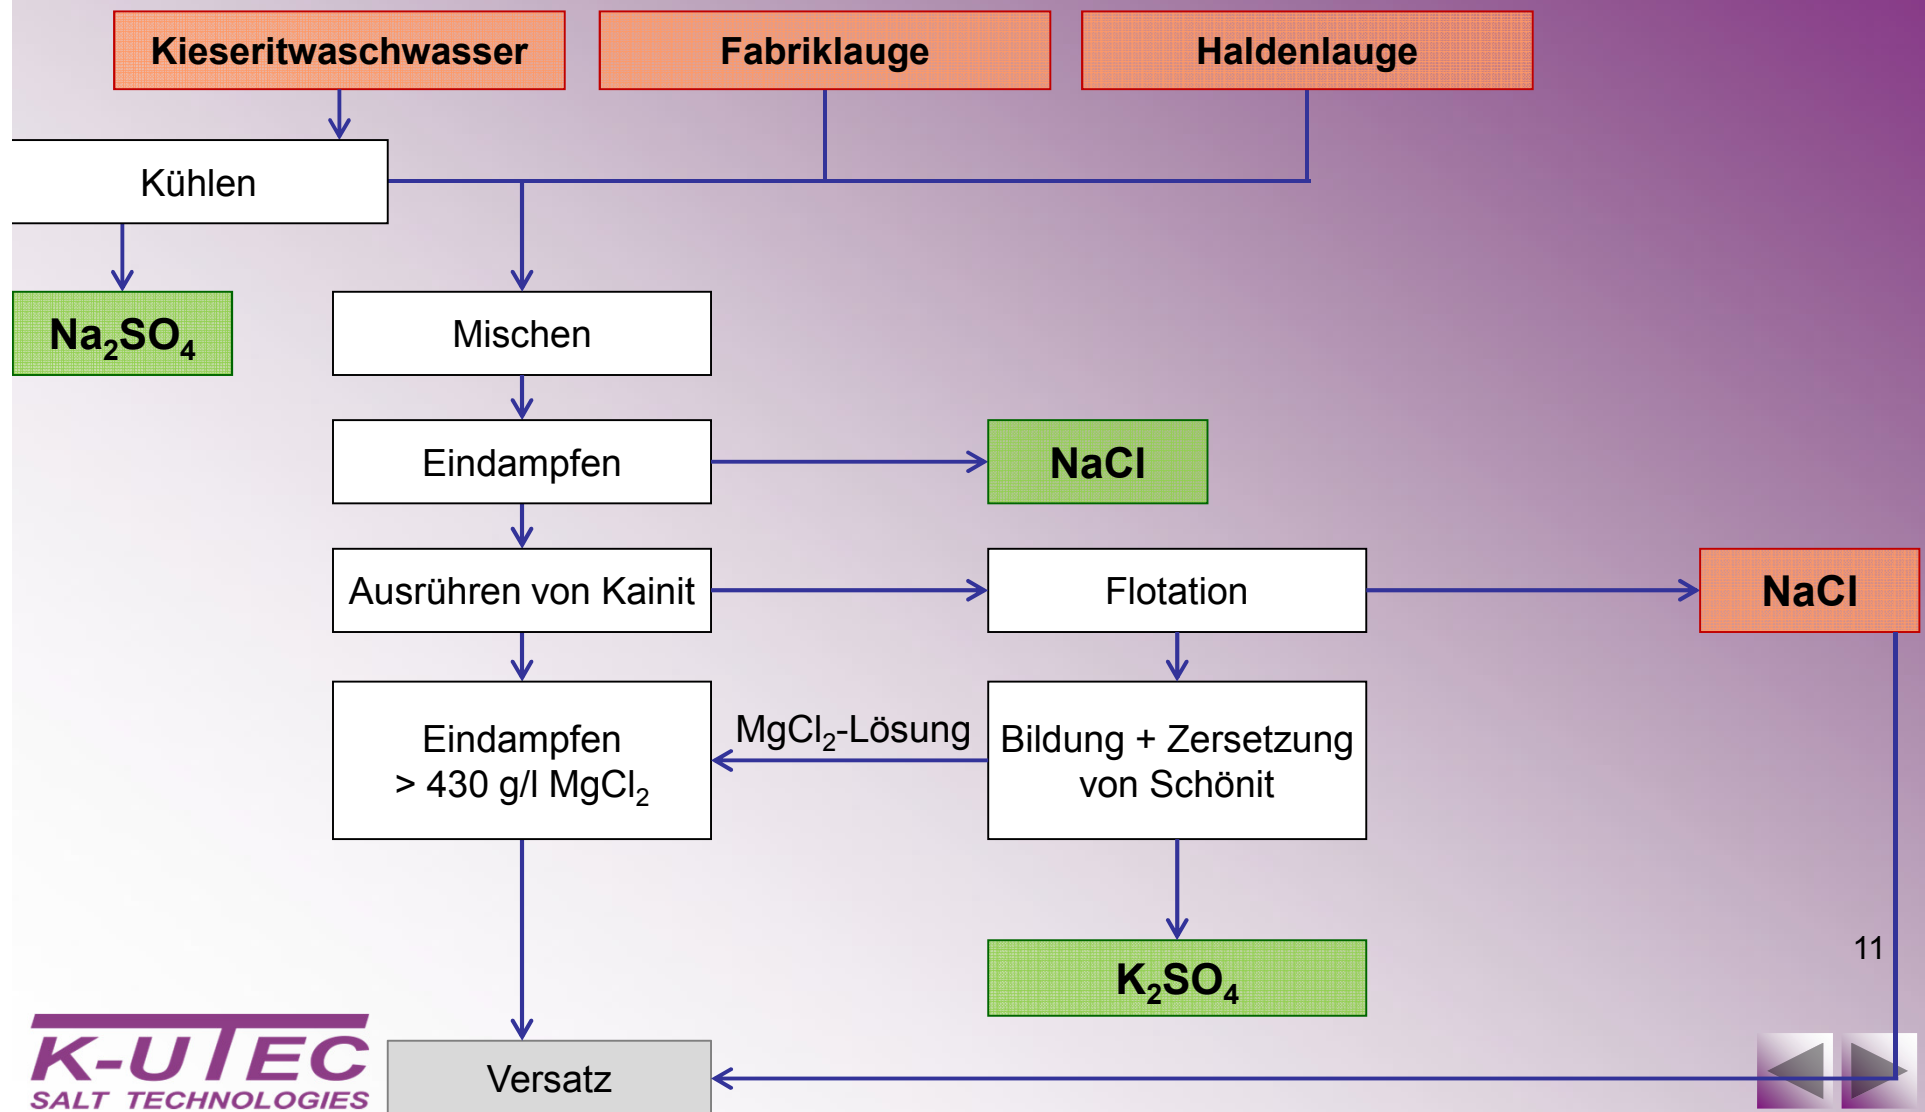 Kieseritwaschwasser
Fabriklauge
Haldenlauge
Kühlen
Na₂SO₄
Mischen
Eindampfen
NaCl
Ausrühren von Kainit
Flotation
NaCl
Eindampfen
> 430 g/l MgCl₂
MgCl₂-Lösung
Bildung + Zersetzung
von Schönit
K₂SO₄
11
K-UTEC
SALT TECHNOLOGIES
Versatz